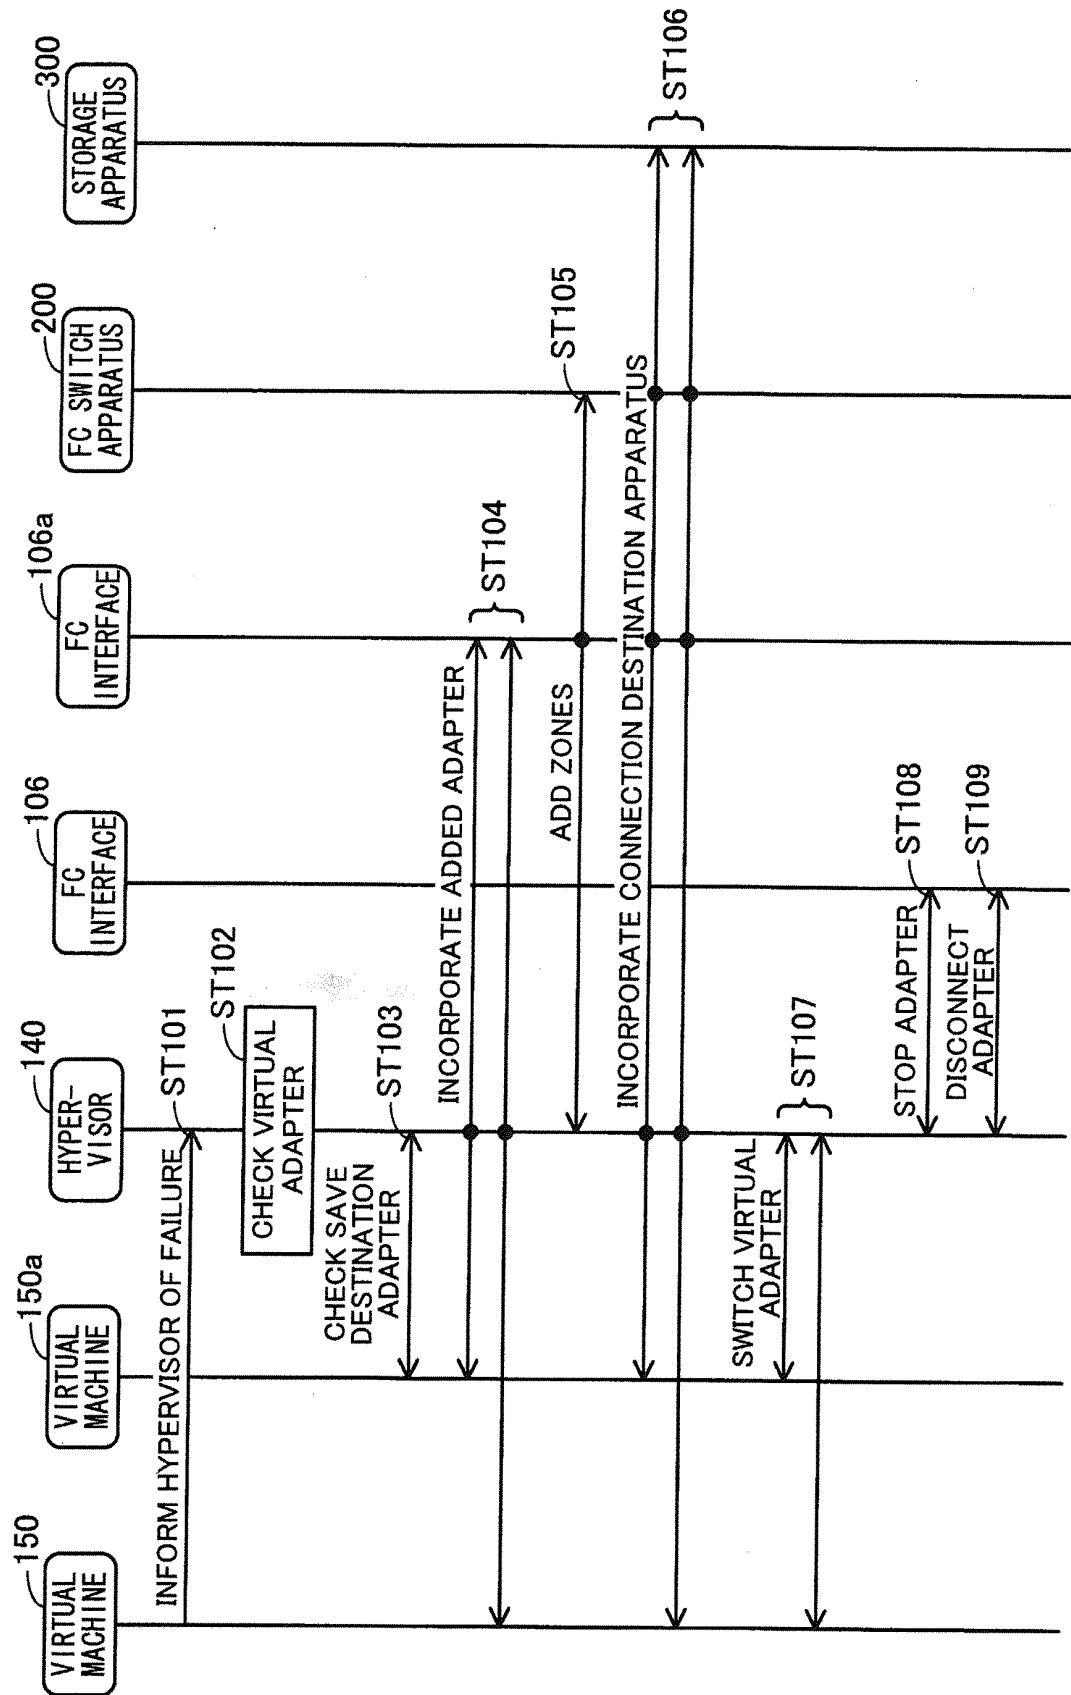 150
VIRTUAL
MACHINE
150a
VIRTUAL
MACHINE
140
HYPER-
VISOR
106
FC
INTERFACE
106a
FC
INTERFACE
200
FC SWITCH
APPARATUS
300
STORAGE
APPARATUS
INFORM HYPERVISOR OF FAILURE
ST101
ST102
CHECK VIRTUAL
ADAPTER
CHECK SAVE
DESTINATION
ADAPTER
ST103
INCORPORATE ADDED ADAPTER
ST104
ADD ZONES
ST105
INCORPORATE CONNECTION DESTINATION APPARATUS
ST106
SWITCH VIRTUAL
ADAPTER
ST107
STOP ADAPTER
ST108
DISCONNECT
ADAPTER
ST109